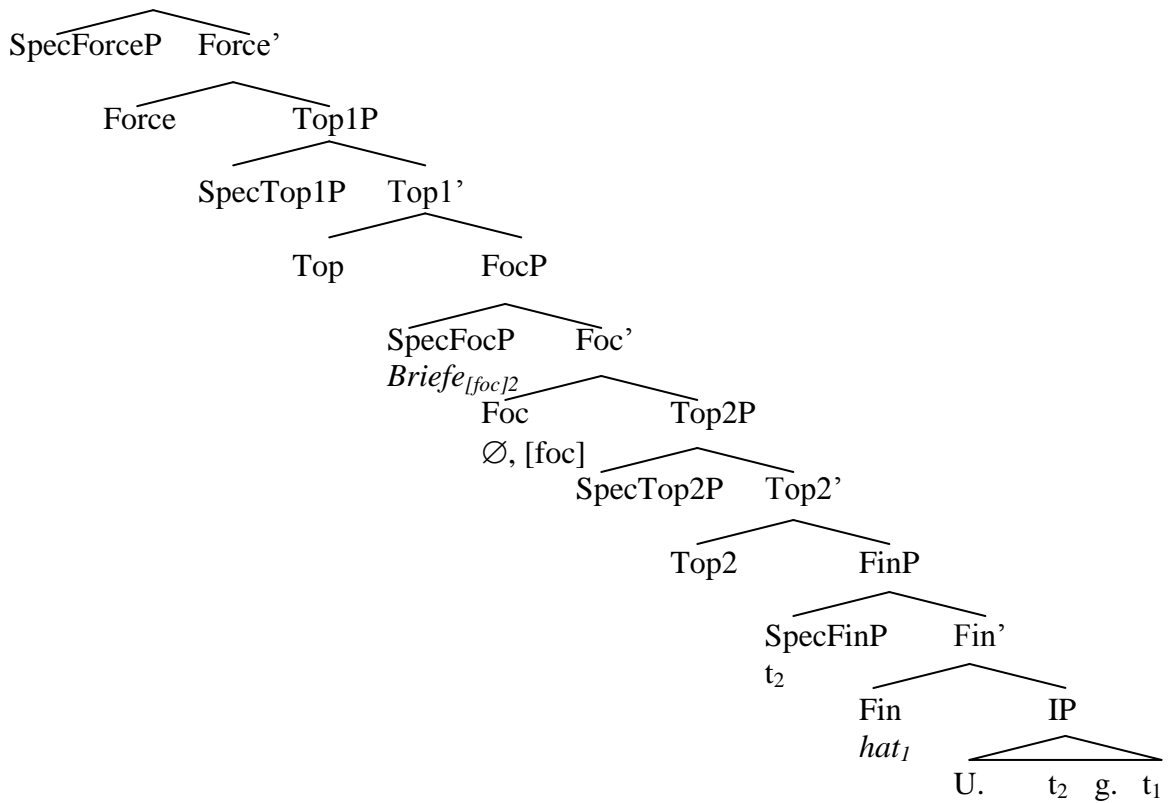 SpecForceP Force’
Force Top1P
SpecTop1P Top1’
Top FocP
SpecFocP Foc’
Briefe[foc]2
Foc Top2P
∅, [foc]
SpecTop2P Top2’
Top2 FinP
SpecFinP Fin’
t2
Fin IP
hat1
U. t2 g. t1